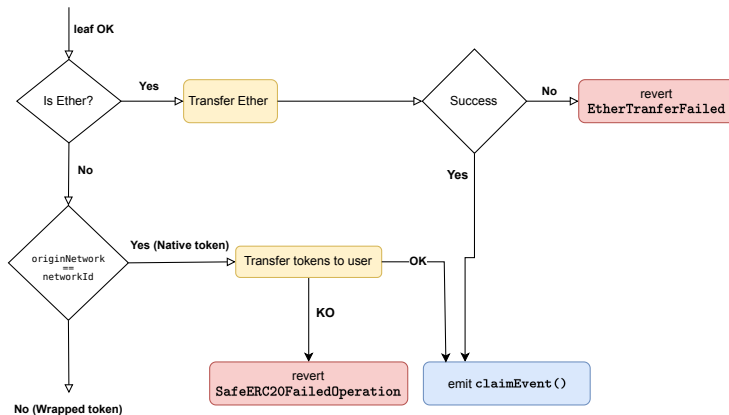 leaf OK
Is Ether?
Yes
Transfer Ether
Success
No
revert
EtherTranferFailed
No
Yes
originNetwork
==
networkId
Yes (Native token)
Transfer tokens to user
OK
KO
revert
SafeERC20FailedOperation
emit claimEvent()
No (Wrapped token)